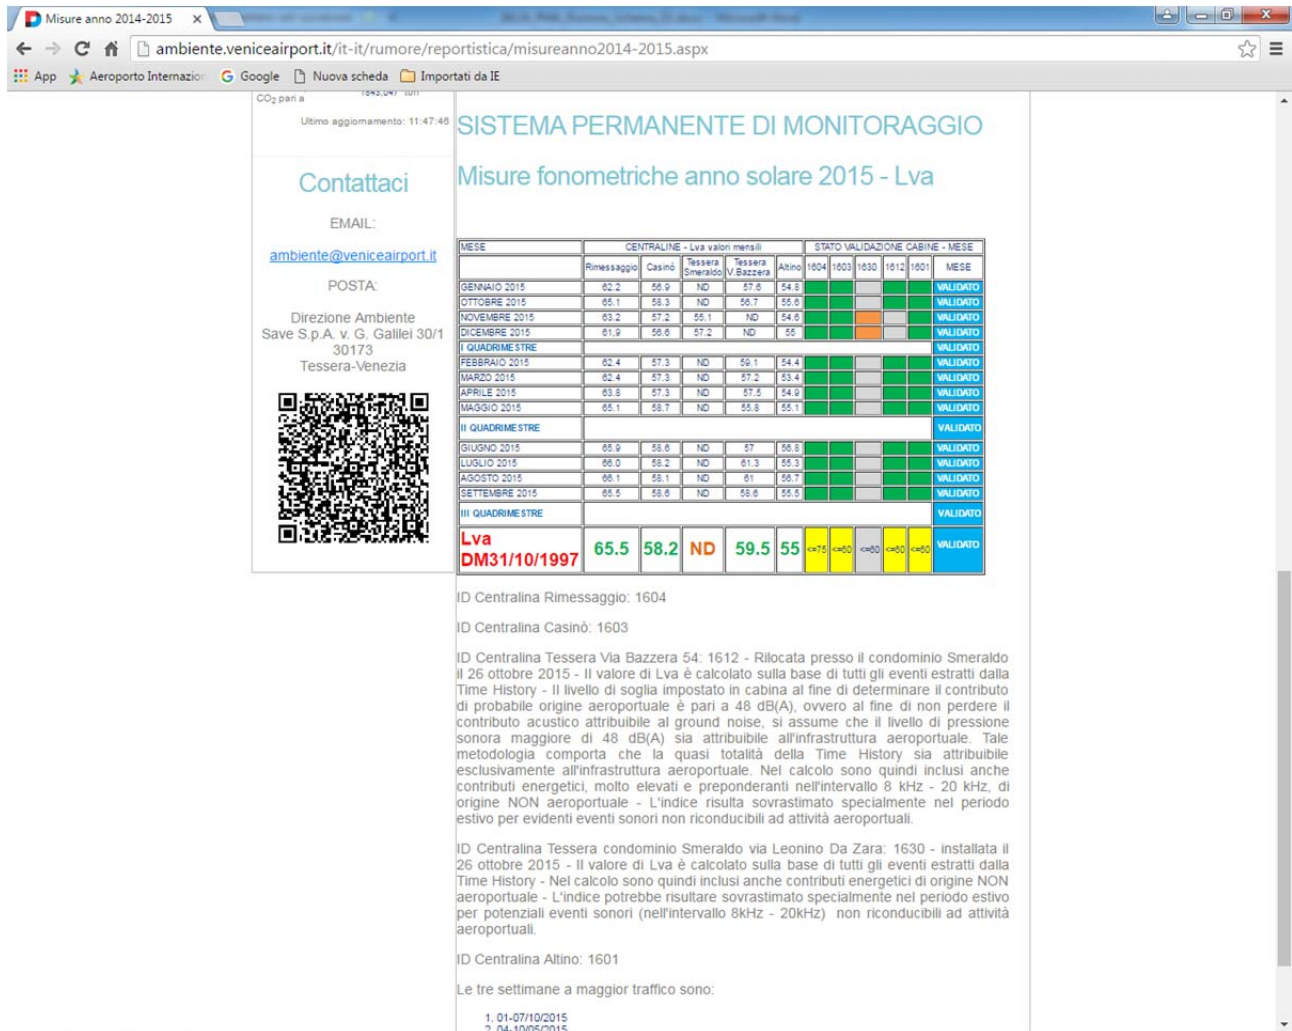 Misure anno 2014-2015
ambiente.veniceairport.it/it-it/rumore/reportistica/misureanno2014-2015.aspx
App Aeroporto Internazion Google Nuova scheda Importati da IE
CO2 pari a ton
Ultimo aggiornamento: 11:47:46
Contattaci
EMAIL:
ambiente@veniceairport.it
POSTA:
Direzione Ambiente
Save S.p.A. v. G. Galilei 30/1
30173
Tessera-Venezia
SISTEMA PERMANENTE DI MONITORAGGIO
Misure fonometriche anno solare 2015 - Lva
MESE CENTRALINE - Lva valori mensili STATO VALIDAZIONE CABINE - MESE
Rimessaggio Casinò Tessera Smeraldo Tessera V.Bazzera Altino 1604 1603 1630 1612 1601 MESE
GENNAIO 2015 62.2 56.9 ND 57.6 54.8 VALIDATO
OTTOBRE 2015 65.1 58.3 ND 56.7 55.6 VALIDATO
NOVEMBRE 2015 63.2 57.2 55.1 ND 54.6 VALIDATO
DICEMBRE 2015 61.9 56.6 57.2 ND 55 VALIDATO
I QUADRIMESTRE VALIDATO
FEBBRAIO 2015 62.4 57.3 ND 59.1 54.4 VALIDATO
MARZO 2015 62.4 57.3 ND 57.2 53.4 VALIDATO
APRILE 2015 63.8 57.3 ND 57.5 54.9 VALIDATO
MAGGIO 2015 65.1 58.7 ND 55.8 55.1 VALIDATO
II QUADRIMESTRE VALIDATO
GIUGNO 2015 65.9 58.6 ND 57 56.8 VALIDATO
LUGLIO 2015 66.0 58.2 ND 61.3 55.3 VALIDATO
AGOSTO 2015 66.1 58.1 ND 61 56.7 VALIDATO
SETTEMBRE 2015 65.5 58.6 ND 58.6 55.5 VALIDATO
III QUADRIMESTRE VALIDATO
Lva DM31/10/1997 65.5 58.2 ND 59.5 55 <=75 <=60 <=60 <=60 <=60 VALIDATO
ID Centralina Rimessaggio: 1604
ID Centralina Casinò: 1603
ID Centralina Tessera Via Bazzera 54: 1612 - Rilocata presso il condominio Smeraldo
il 26 ottobre 2015 - Il valore di Lva è calcolato sulla base di tutti gli eventi estratti dalla
Time History - Il livello di soglia impostato in cabina al fine di determinare il contributo
di probabile origine aeroportuale è pari a 48 dB(A), ovvero al fine di non perdere il
contributo acustico attribuibile al ground noise, si assume che il livello di pressione
sonora maggiore di 48 dB(A) sia attribuibile all'infrastruttura aeroportuale. Tale
metodologia comporta che la quasi totalità della Time History sia attribuibile
esclusivamente all'infrastruttura aeroportuale. Nel calcolo sono quindi inclusi anche
contributi energetici, molto elevati e preponderanti nell'intervallo 8 kHz - 20 kHz, di
origine NON aeroportuale - L'indice risulta sovrastimato specialmente nel periodo
estivo per evidenti eventi sonori non riconducibili ad attività aeroportuali.
ID Centralina Tessera condominio Smeraldo via Leonino Da Zara: 1630 - installata il
26 ottobre 2015 - Il valore di Lva è calcolato sulla base di tutti gli eventi estratti dalla
Time History - Nel calcolo sono quindi inclusi anche contributi energetici di origine NON
aeroportuale - L'indice potrebbe risultare sovrastimato specialmente nel periodo estivo
per potenziali eventi sonori (nell'intervallo 8kHz - 20kHz) non riconducibili ad attività
aeroportuali.
ID Centralina Altino: 1601
Le tre settimane a maggior traffico sono:
1. 01-07/10/2015
2. 04-10/05/2015